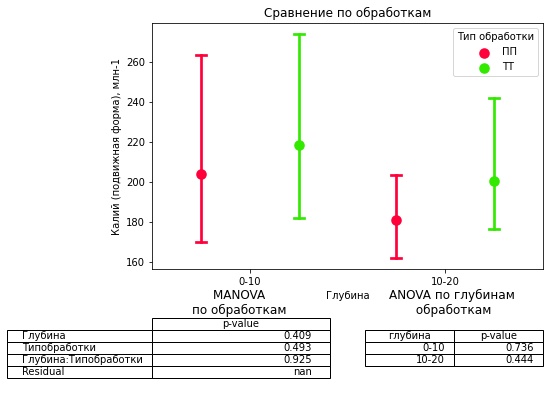 Сравнение по обработкам
Калий (подвижная форма), млн-1
260
240
220
200
180
160
Тип обработки
ПП
ТТ
0-10
10-20
Глубина
MANOVA
по обработкам
p-value
Глубина 0.409
Типобработки 0.493
Глубина:Типобработки 0.925
Residual nan
ANOVA по глубинам
обработкам
глубина p-value
0-10 0.736
10-20 0.444